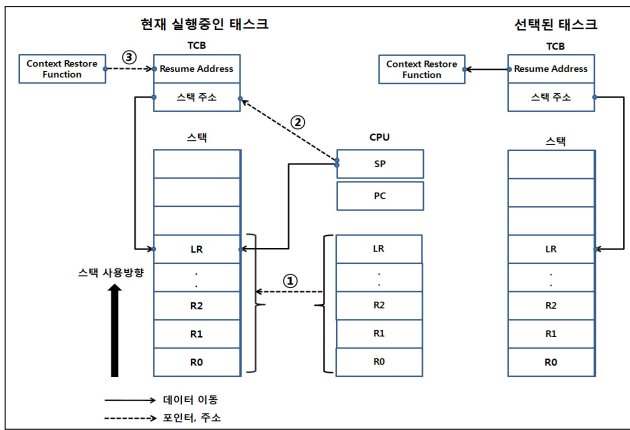 현재 실행중인 태스크
선택된 태스크
TCB
TCB
Context Restore
Function
③
Resume Address
스택 주소
Context Restore
Function
Resume Address
스택 주소
②
스택
CPU
스택
SP
PC
LR
.
.
R2
R1
R0
①
LR
.
.
R2
R1
R0
LR
.
.
R2
R1
R0
스택 사용방향
데이터 이동
포인터, 주소